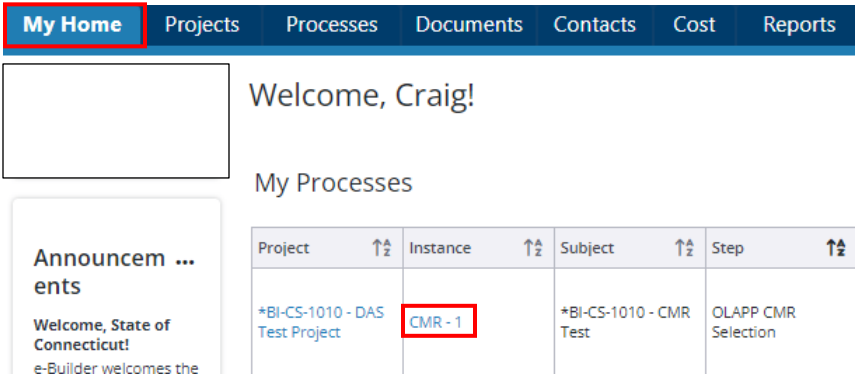 My Home Projects Processes Documents Contacts Cost Reports
Welcome, Craig!
My Processes
Announcem ...
ents
Welcome, State of
Connecticut!
e-Builder welcomes the
Project Instance Subject Step
*BI-CS-1010 - DAS
Test Project
CMR - 1
*BI-CS-1010 - CMR
Test
OLAPP CMR
Selection